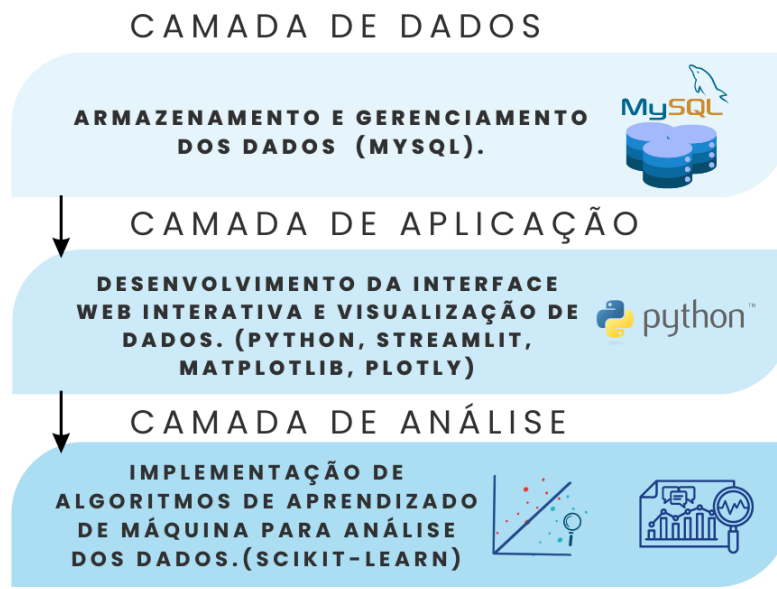 CAMADA DE DADOS
ARMAZENAMENTO E GERENCIAMENTO
DOS DADOS (MYSQL).
MySQL
CAMADA DE APLICAÇÃO
DESENVOLVIMENTO DA INTERFACE
WEB INTERATIVA E VISUALIZAÇÃO DE
DADOS. (PYTHON, STREAMLIT,
MATPLOTLIB, PLOTLY)
python™
CAMADA DE ANÁLISE
IMPLEMENTAÇÃO DE
ALGORITMOS DE APRENDIZADO
DE MÁQUINA PARA ANÁLISE
DOS DADOS.(SCIKIT-LEARN)